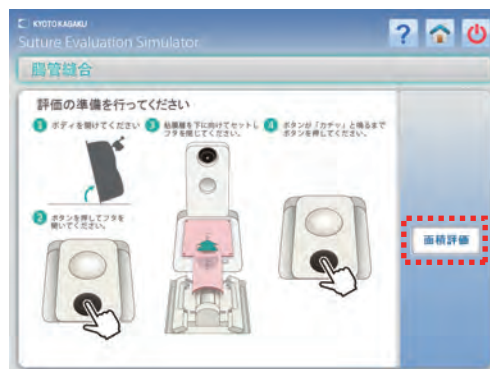 KYOTO KAGAKU
Suture Evaluation Simulator
?
腸管縫合
評価の準備を行ってください
1 ボディを開けてください
3 粘膜層を下に向けてセットし
フタを閉じてください。
4 ボタンが「カチッ」と鳴るまで
ボタンを押してください。
2 ボタンを押してフタを
開いてください。
面積評価